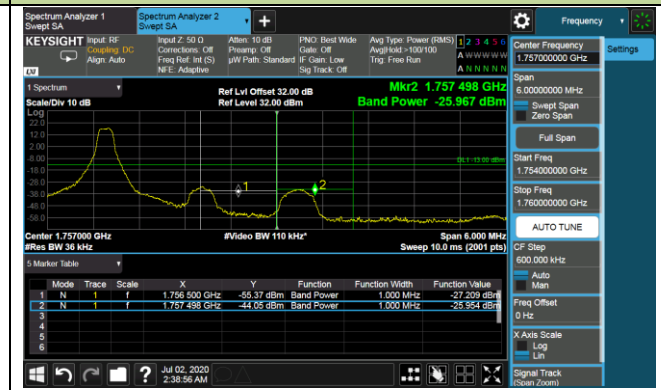 Spectrum Analyzer 1
Swept SA
Spectrum Analyzer 2
Swept SA
+
Frequency
KEYSIGHT
LXI
Input: RF
Coupling: DC
Align: Auto
Input Z: 50 Ω
Corrections: Off
Freq Ref: Int (S)
NFE: Adaptive
Atten: 10 dB
Preamp: Off
µW Path: Standard
PNO: Best Wide
Gate: Off
IF Gain: Low
Sig Track: Off
Avg Type: Power (RMS)
Avg|Hold:>100/100
Trig: Free Run
1 2 3 4 5 6
A W W W W W
A N N N N N
Center Frequency
1.757000000 GHz
Settings
Span
6.00000000 MHz
Swept Span
Zero Span
Full Span
Start Freq
1.754000000 GHz
Stop Freq
1.760000000 GHz
AUTO TUNE
CF Step
600.000 kHz
Auto
Man
Freq Offset
0 Hz
X Axis Scale
Log
Lin
Signal Track
(Span Zoom)
1 Spectrum
Scale/Div 10 dB
Log
Ref Lvl Offset 32.00 dB
Ref Level 32.00 dBm
Mkr2 1.757 498 GHz
Band Power -25.967 dBm
22.0
12.0
2.00
-8.00
-18.0
-28.0
-38.0
-48.0
-58.0
DL1 -13.00 dBm
1
2
Center 1.757000 GHz
#Res BW 36 kHz
#Video BW 110 kHz*
Span 6.000 MHz
Sweep 10.0 ms (2001 pts)
5 Marker Table
Mode Trace Scale X Y Function Function Width Function Value
1 N 1 f 1.756 500 GHz -55.37 dBm Band Power 1.000 MHz -27.209 dBm
2 N 1 f 1.757 498 GHz -44.05 dBm Band Power 1.000 MHz -25.954 dBm
3
4
5
6
?
Jul 02, 2020
2:38:56 AM